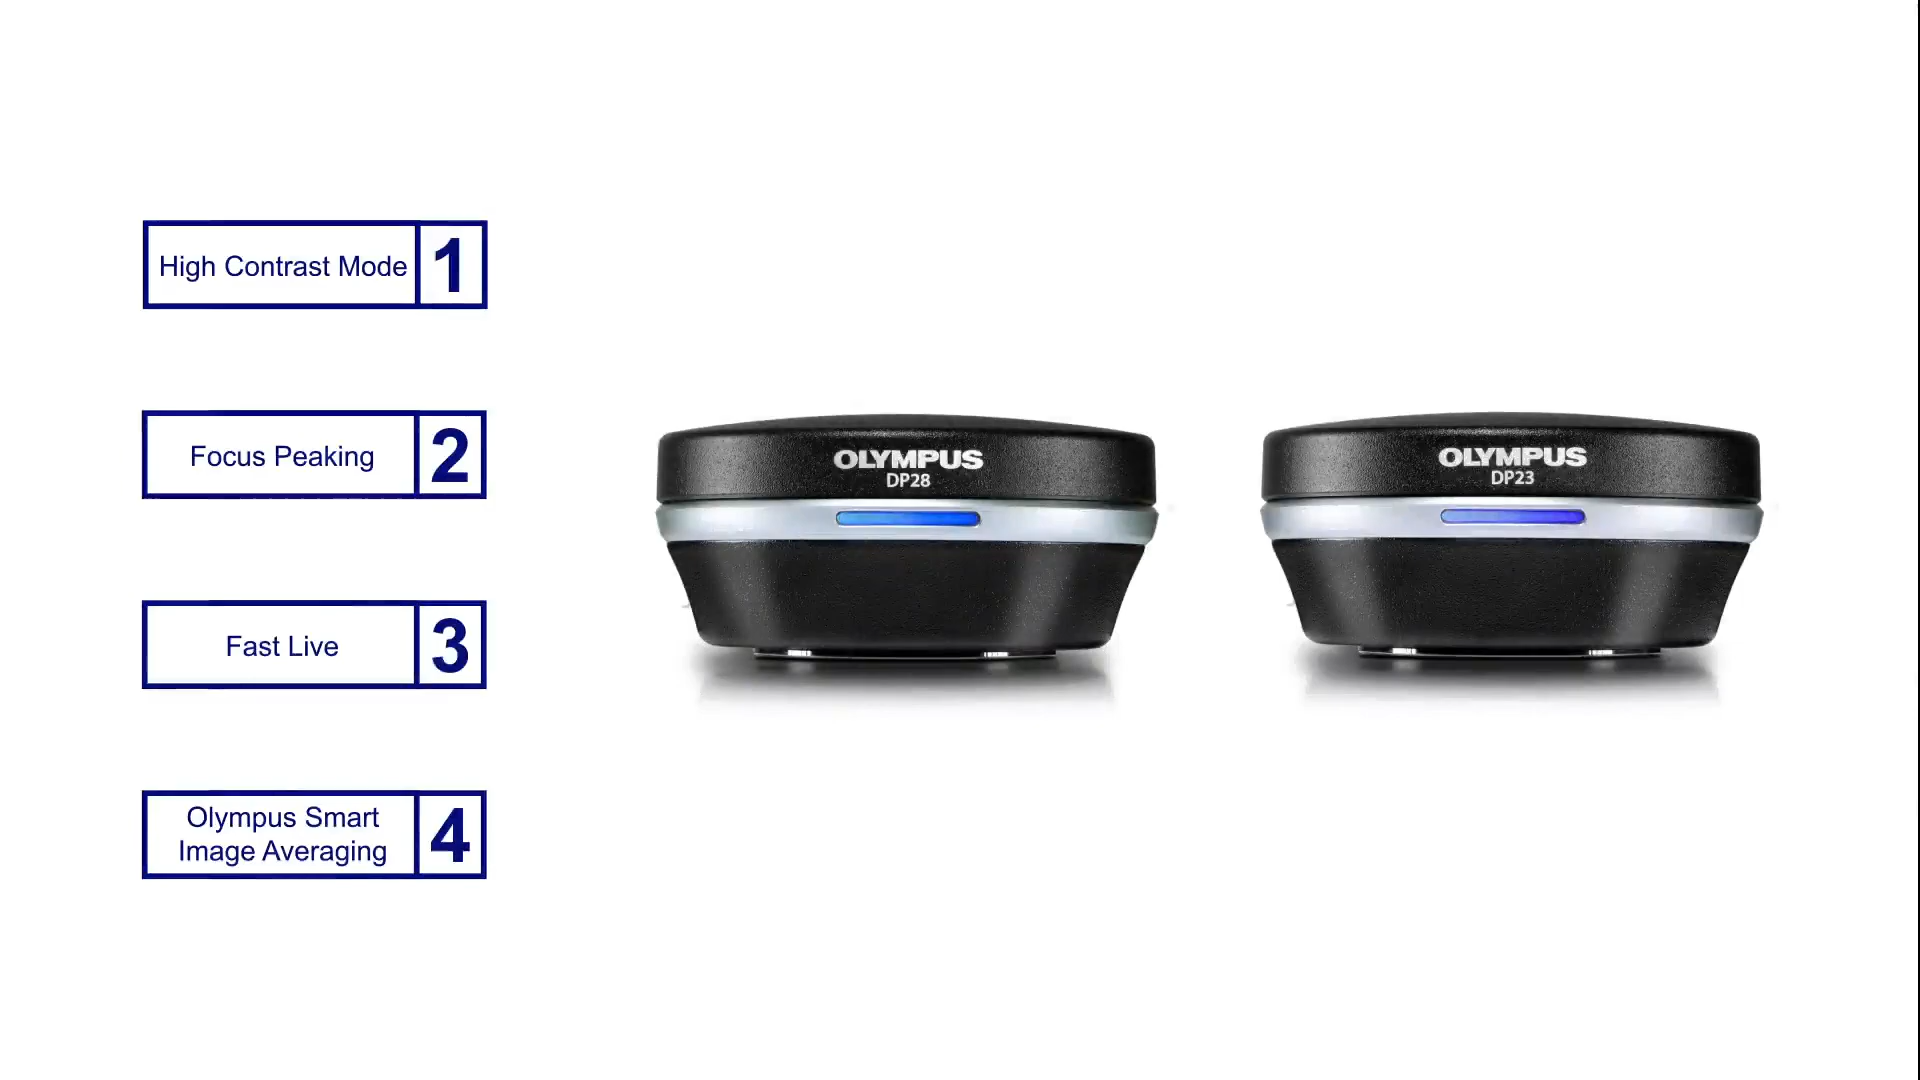 High Contrast Mode 1
Focus Peaking 2
Fast Live 3
Olympus Smart
Image Averaging 4
OLYMPUS
DP28
OLYMPUS
DP23